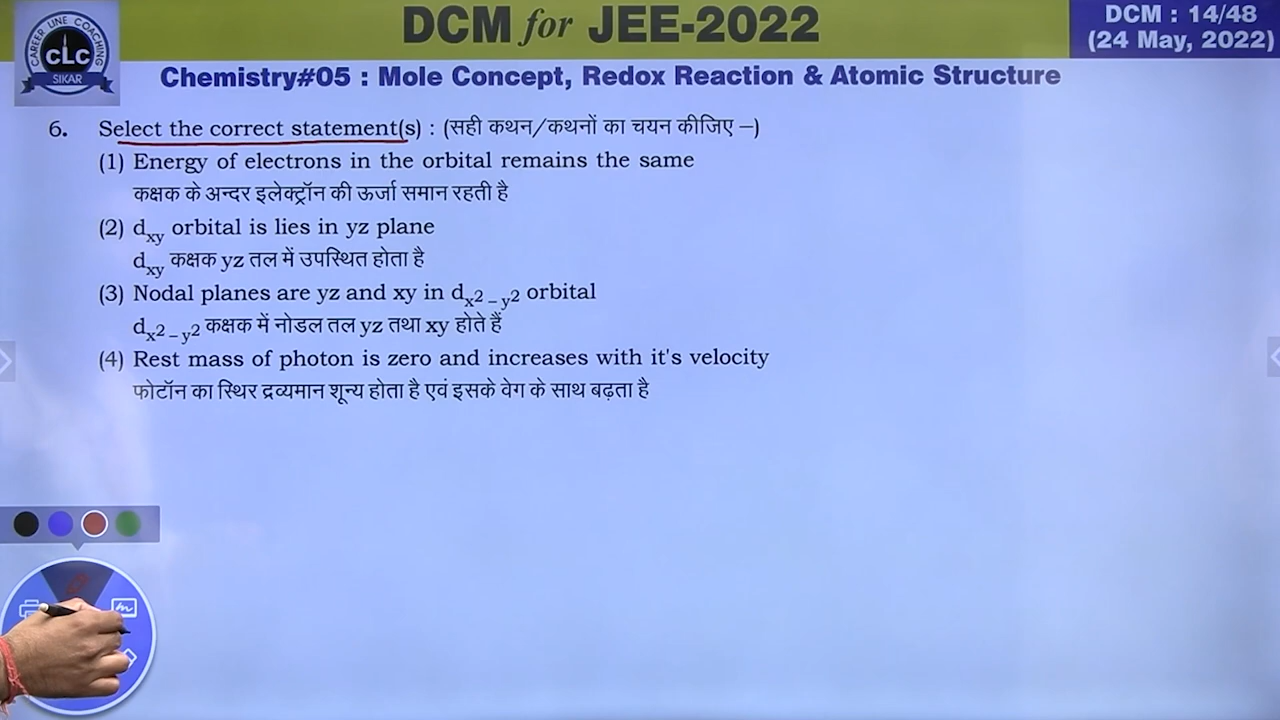 DCM for JEE-2022
DCM : 14/48
(24 May, 2022)
CAREER LINE COACHING
CLC
SIKAR
Chemistry#05 : Mole Concept, Redox Reaction & Atomic Structure
6. Select the correct statement(s) : (सही कथन/कथनों का चयन कीजिए –)
(1) Energy of electrons in the orbital remains the same
कक्षक के अन्दर इलेक्ट्रॉन की ऊर्जा समान रहती है
(2) dxy orbital is lies in yz plane
dxy कक्षक yz तल में उपस्थित होता है
(3) Nodal planes are yz and xy in dx2 – y2 orbital
dx2 – y2 कक्षक में नोडल तल yz तथा xy होते हैं
(4) Rest mass of photon is zero and increases with it's velocity
फोटॉन का स्थिर द्रव्यमान शून्य होता है एवं इसके वेग के साथ बढ़ता है